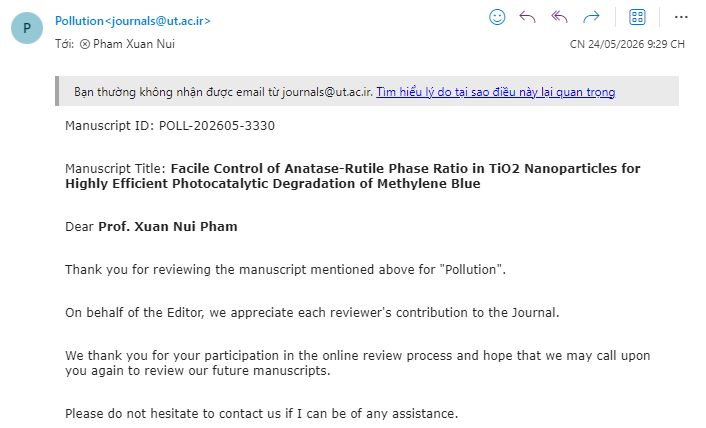 P
Pollution<journals@ut.ac.ir>
Tới: Pham Xuan Nui
CN 24/05/2026 9:29 CH
Bạn thường không nhận được email từ journals@ut.ac.ir. Tìm hiểu lý do tại sao điều này lại quan trọng
Manuscript ID: POLL-202605-3330
Manuscript Title: Facile Control of Anatase-Rutile Phase Ratio in TiO2 Nanoparticles for
Highly Efficient Photocatalytic Degradation of Methylene Blue
Dear Prof. Xuan Nui Pham
Thank you for reviewing the manuscript mentioned above for "Pollution".
On behalf of the Editor, we appreciate each reviewer's contribution to the Journal.
We thank you for your participation in the online review process and hope that we may call upon
you again to review our future manuscripts.
Please do not hesitate to contact us if I can be of any assistance.